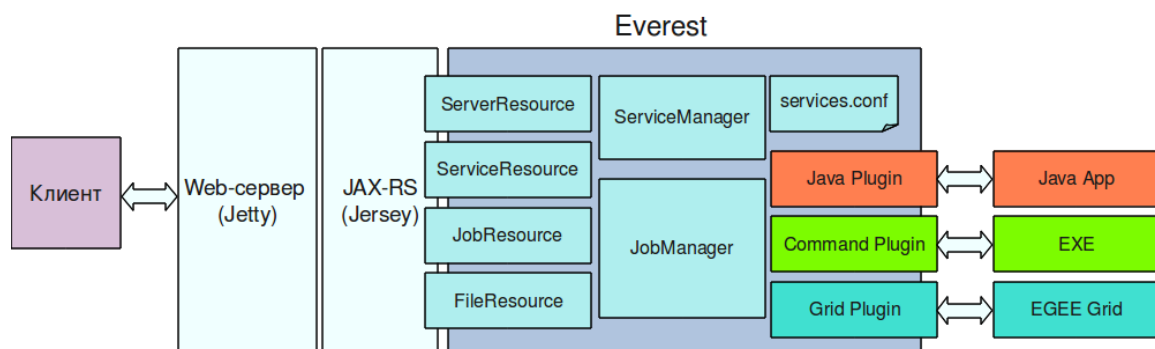 Everest
Клиент
Web-сервер
(Jetty)
JAX-RS
(Jersey)
ServerResource
ServiceResource
JobResource
FileResource
ServiceManager
JobManager
services.conf
Java Plugin
Java App
Command Plugin
EXE
Grid Plugin
EGEE Grid